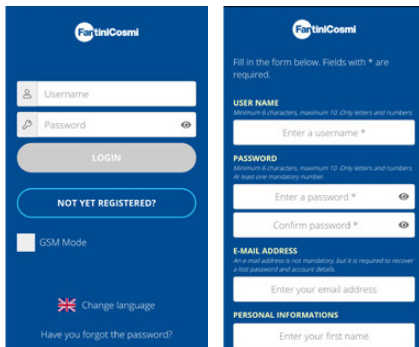 FantiniCosmi
Username
Password
LOGIN
NOT YET REGISTERED?
GSM Mode
Change language
Have you forgot the password?
FantiniCosmi
Fill in the form below. Fields with * are
required.
USER NAME
Minimum 6 characters, maximum 10. Only letters and numbers.
Enter a username *
PASSWORD
Minimum 6 characters, maximum 10. Only letters and numbers.
At least one mandatory number.
Enter a password *
Confirm password *
E-MAIL ADDRESS
An e-mail address is not mandatory, but it is required to recover
a lost password and account details.
Enter your email address
PERSONAL INFORMATIONS
Enter your first name